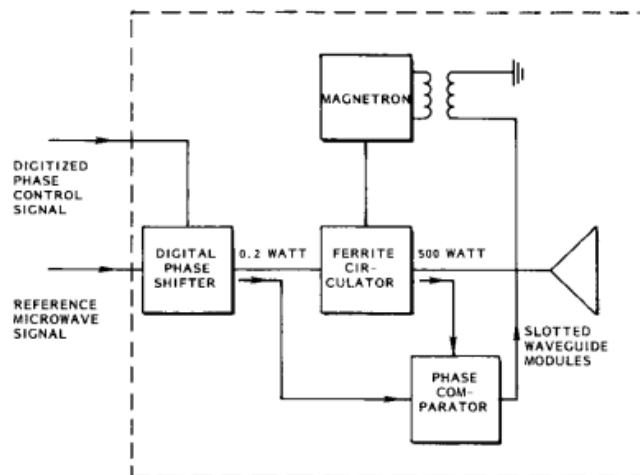 MAGNETRON
DIGITIZED
PHASE
CONTROL
SIGNAL
DIGITAL
PHASE
SHIFTER
0.2 WATT
FERRITE
CIR-
CULATOR
500 WATT
REFERENCE
MICROWAVE
SIGNAL
SLOTTED
WAVEGUIDE
MODULES
PHASE
COM-
PARATOR